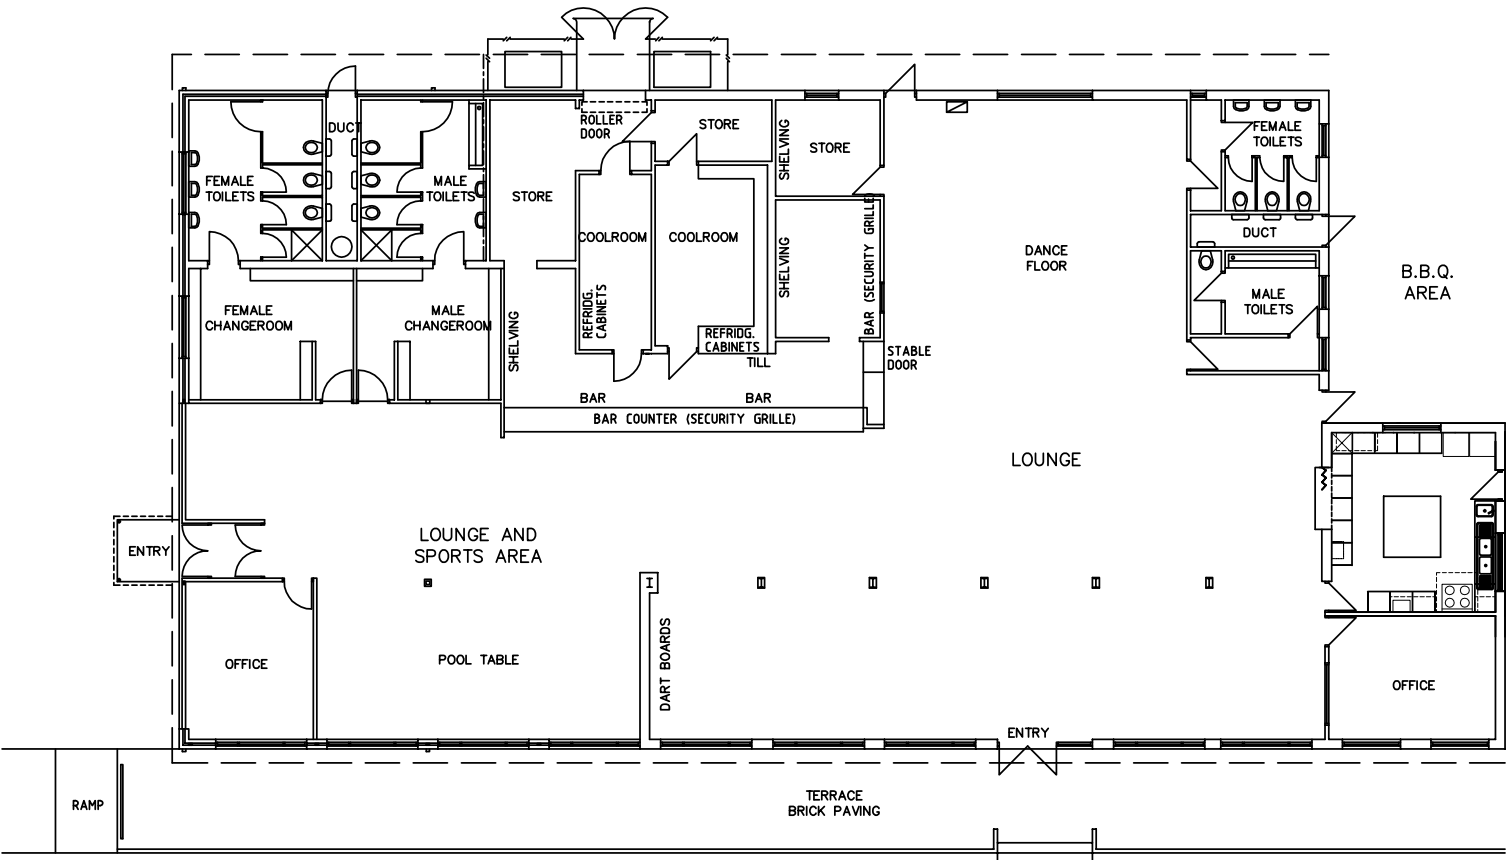 ROLLER
DOOR
STORE
DUCT
SHELVING
STORE
FEMALE
TOILETS
FEMALE
TOILETS
MALE
TOILETS
STORE
COOLROOM
COOLROOM
SHELVING
BAR (SECURITY GRILLE)
DANCE
FLOOR
DUCT
B.B.Q.
AREA
MALE
TOILETS
FEMALE
CHANGEROOM
MALE
CHANGEROOM
SHELVING
REFRIDG.
CABINETS
REFRIDG.
CABINETS
TILL
STABLE
DOOR
BAR
BAR
BAR COUNTER (SECURITY GRILLE)
LOUNGE
LOUNGE AND
SPORTS AREA
ENTRY
OFFICE
POOL TABLE
DART BOARDS
OFFICE
ENTRY
RAMP
TERRACE
BRICK PAVING